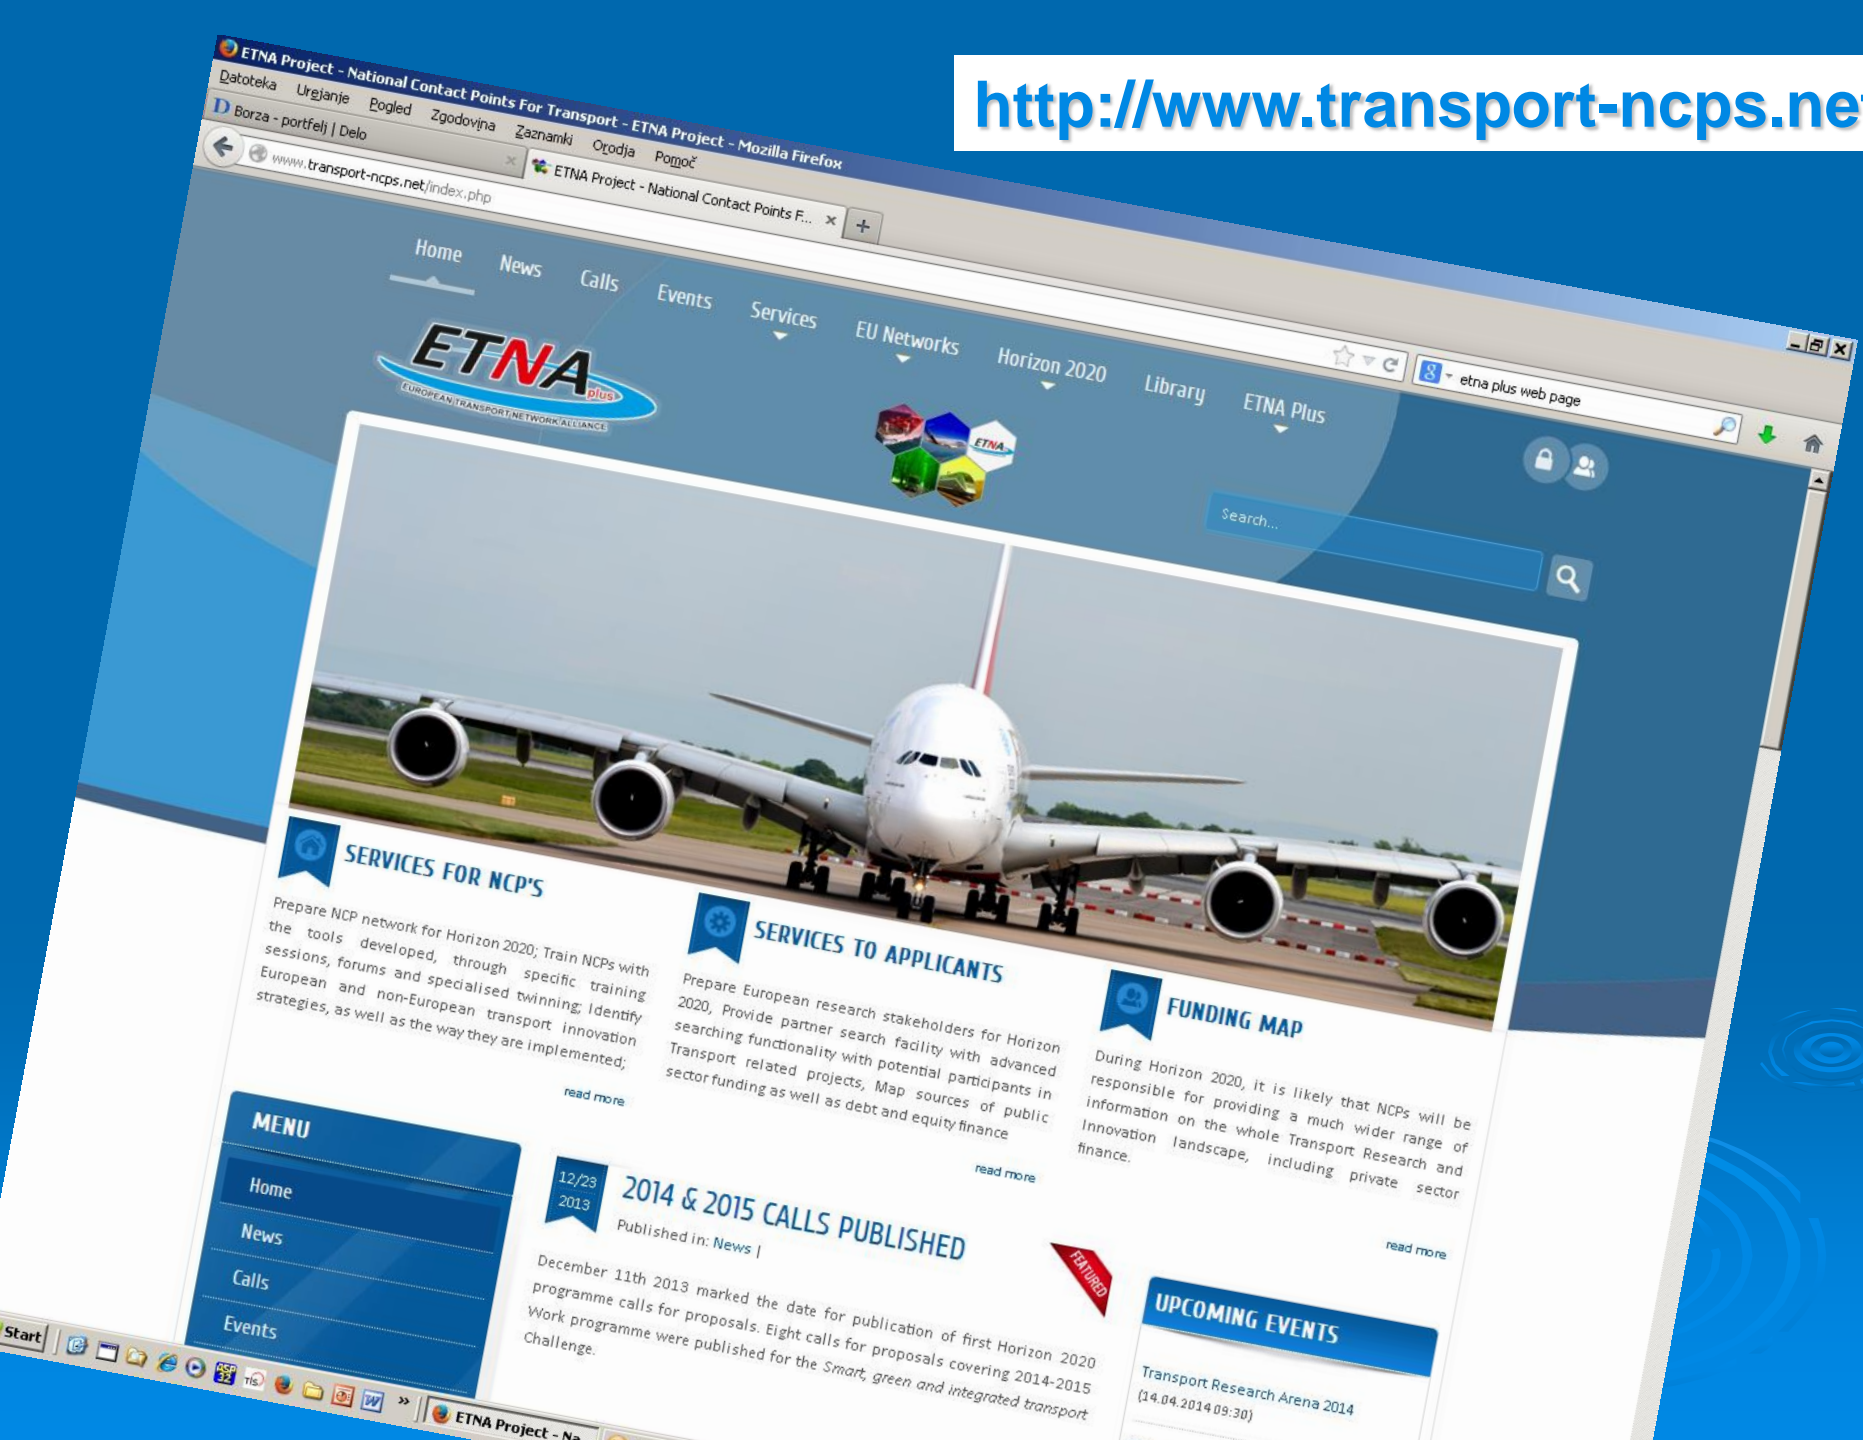 http://www.transport-ncps.ne
ETNA Project - National Contact Points For Transport - ETNA Project - Mozilla Firefox
Datoteka Urejanje Pogled Zgodovina Zaznamki Orodja Pomoč
D Borza - portfelj | Delo
ETNA Project - National Contact Points F...
www.transport-ncps.net/index.php
etna plus web page
Home News Calls Events Services EU Networks Horizon 2020 Library ETNA Plus
ETNA plus
EUROPEAN TRANSPORT NETWORK ALLIANCE
ETNA
Search...
SERVICES FOR NCP'S
Prepare NCP network for Horizon 2020; Train NCPs with
the tools developed, through specific training
sessions, forums and specialised twinning; Identify
European and non-European transport innovation
strategies, as well as the way they are implemented;
read more
SERVICES TO APPLICANTS
Prepare European research stakeholders for Horizon
2020, Provide partner search facility with advanced
searching functionality with potential participants in
Transport related projects, Map sources of public
sector funding as well as debt and equity finance
read more
FUNDING MAP
During Horizon 2020, it is likely that NCPs will be
responsible for providing a much wider range of
information on the whole Transport Research and
Innovation landscape, including private sector
finance.
read more
MENU
Home
News
Calls
Events
12/23
2013
2014 & 2015 CALLS PUBLISHED
Published in: News |
FEATURED
December 11th 2013 marked the date for publication of first Horizon 2020
programme calls for proposals. Eight calls for proposals covering 2014-2015
Work programme were published for the Smart, green and integrated transport
Challenge.
UPCOMING EVENTS
Transport Research Arena 2014
(14.04.2014 09:30)
Start
ETNA Project - Na